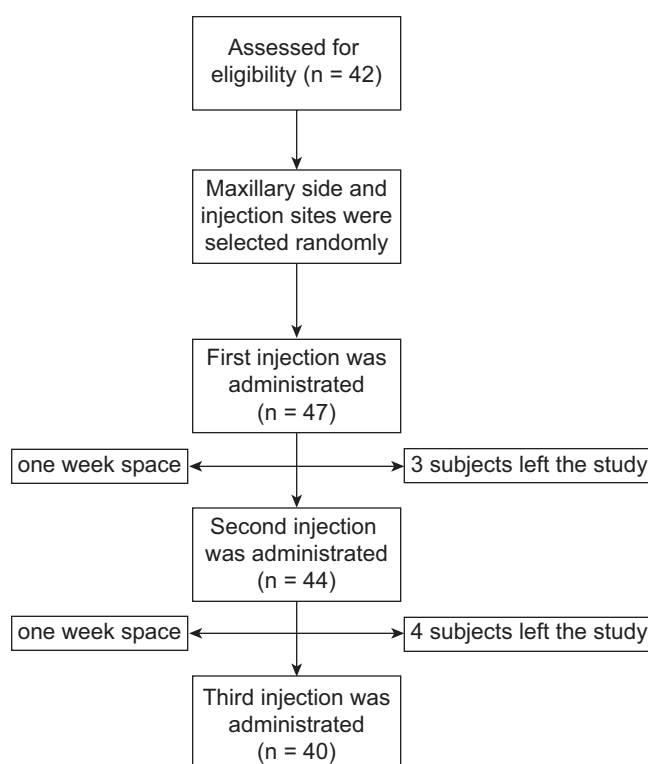 Assessed for
eligibility (n = 42)
Maxillary side and
injection sites were
selected randomly
First injection was
administrated
(n = 47)
one week space
3 subjects left the study
Second injection
was administrated
(n = 44)
one week space
4 subjects left the study
Third injection was
administrated
(n = 40)